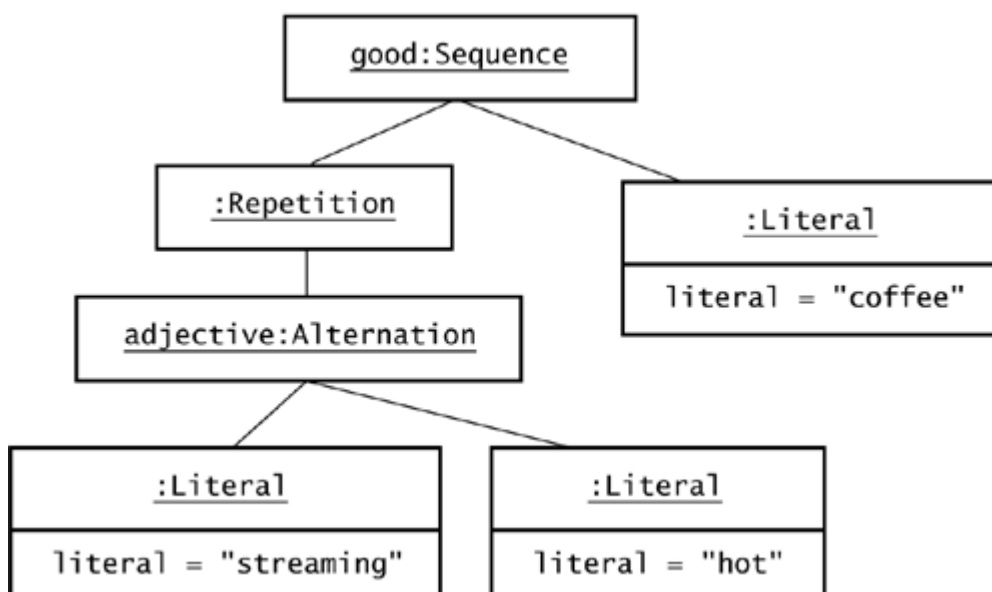 good:Sequence
:Repetition
:Literal
literal = "coffee"
adjective:Alternation
:Literal
literal = "streaming"
:Literal
literal = "hot"